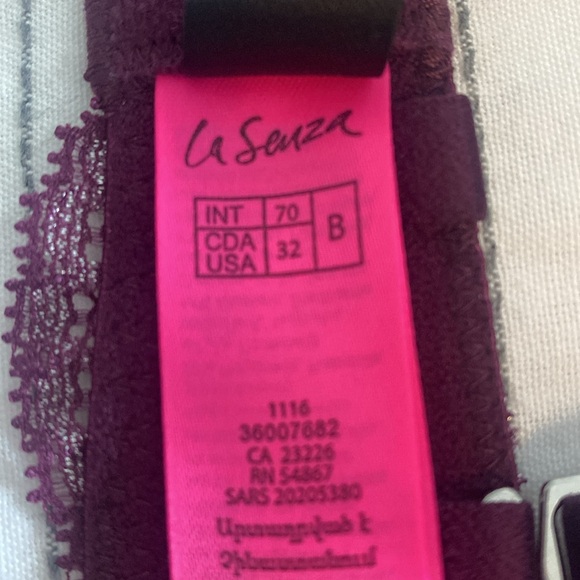 La Senza
INT 70 B
CDA USA 32
1116
36007682
CA 23226
RN 54867
SARS 20205380
Արտադրված է
Չինաստանում